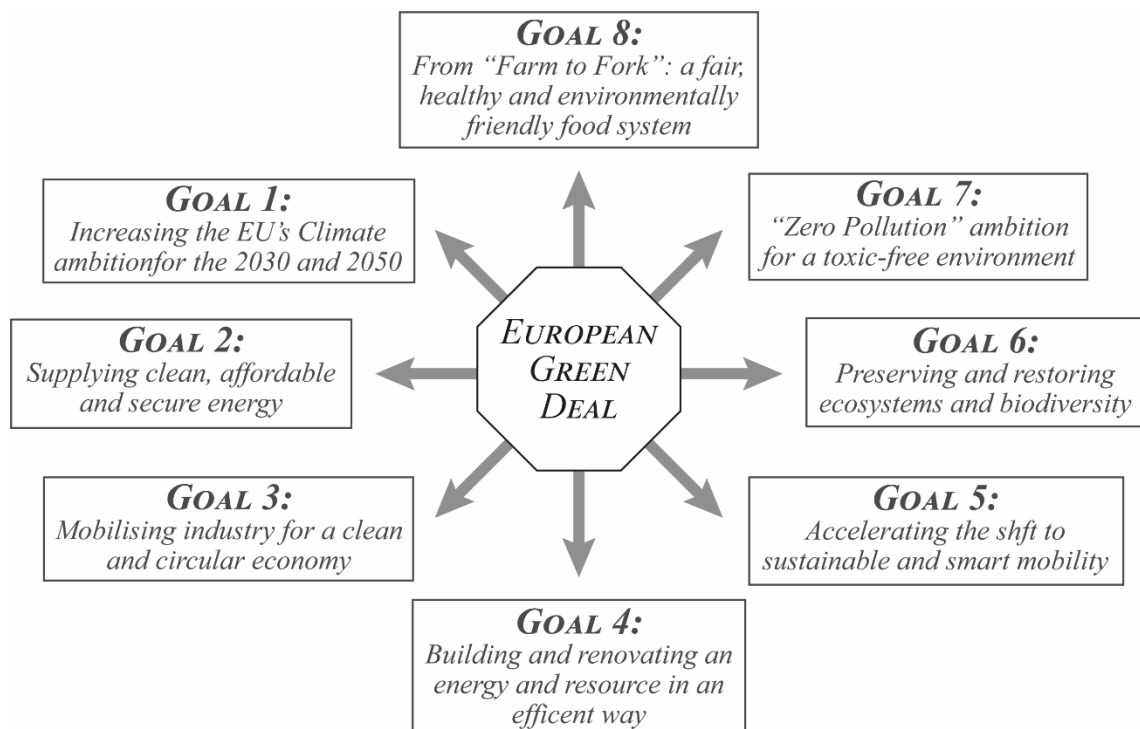 GOAL 8:
From “Farm to Fork”: a fair,
healthy and environmentally
friendly food system
GOAL 1:
Increasing the EU’s Climate
ambitionfor the 2030 and 2050
GOAL 7:
“Zero Pollution” ambition
for a toxic-free environment
EUROPEAN
GREEN
DEAL
GOAL 2:
Supplying clean, affordable
and secure energy
GOAL 6:
Preserving and restoring
ecosystems and biodiversity
GOAL 3:
Mobilising industry for a clean
and circular economy
GOAL 5:
Accelerating the shft to
sustainable and smart mobility
GOAL 4:
Building and renovating an
energy and resource in an
efficent way